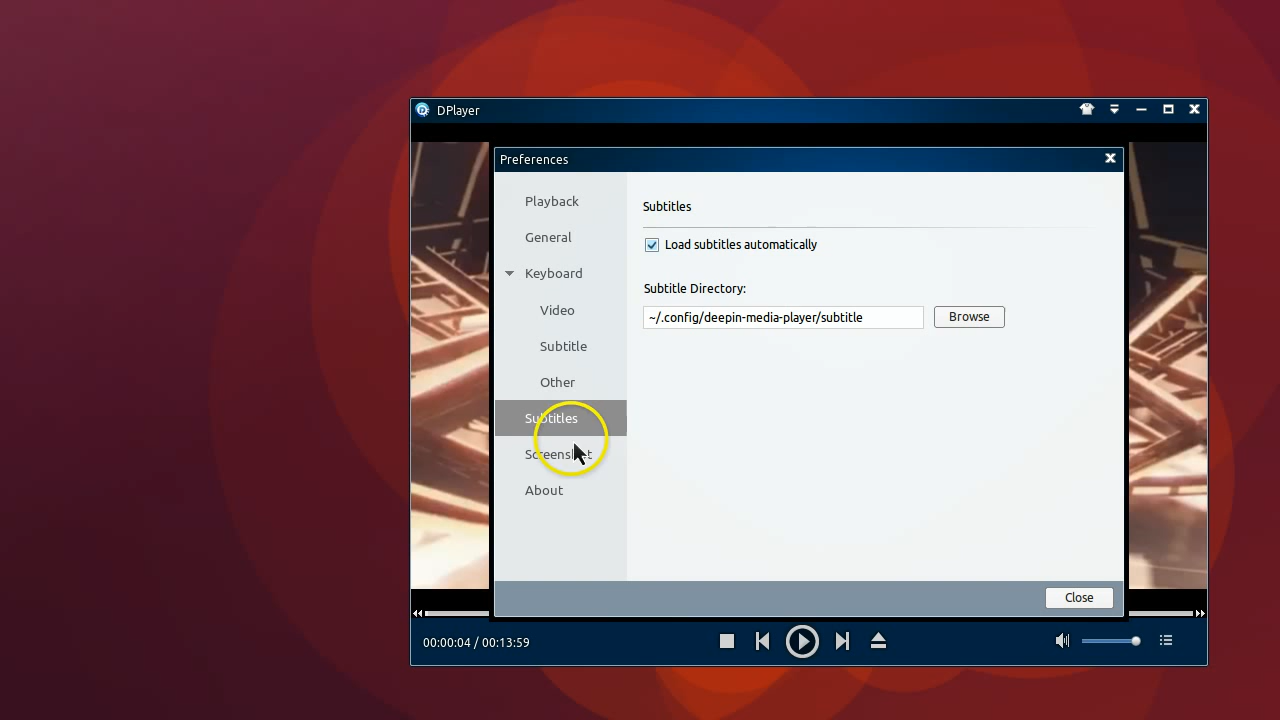 DPlayer
Preferences
Playback
General
Keyboard
Video
Subtitle
Other
Subtitles
Screenshot
About
Subtitles
Load subtitles automatically
Subtitle Directory:
~/.config/deepin-media-player/subtitle
Browse
Close
00:00:04 / 00:13:59